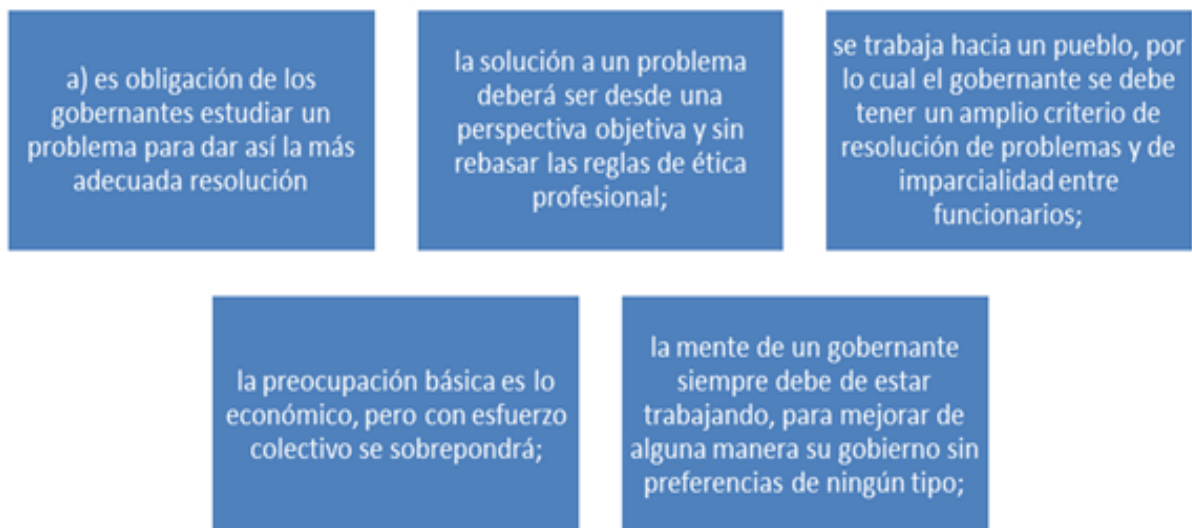 a) es obligación de los
gobernantes estudiar un
problema para dar así la más
adecuada resolución
la solución a un problema
deberá ser desde una
perspectiva objetiva y sin
rebasar las reglas de ética
profesional;
se trabaja hacia un pueblo, por
lo cual el gobernante se debe
tener un amplio criterio de
resolución de problemas y de
imparcialidad entre
funcionarios;
la preocupación básica es lo
económico, pero con esfuerzo
colectivo se sobrepondrá;
la mente de un gobernante
siempre debe de estar
trabajando, para mejorar de
alguna manera su gobierno sin
preferencias de ningún tipo;